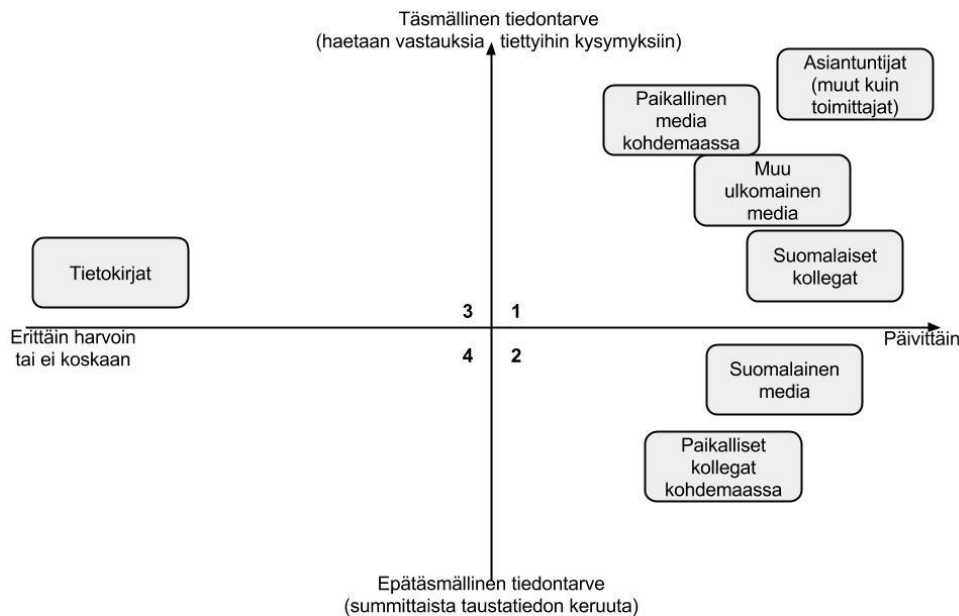 Täsmällinen tiedontarve
(haetaan vastauksia tiettyihin kysymyksiin)
Asiantuntijat
(muut kuin
toimittajat)
Paikallinen
media
kohdemaassa
Muu
ulkomainen
media
Suomalaiset
kollegat
Tietokirjat
3 1
Erittäin harvoin
tai ei koskaan
Päivittäin
4 2
Suomalainen
media
Paikalliset
kollegat
kohdemaassa
Epätäsmällinen tiedontarve
(summittaista taustatiedon keruuta)